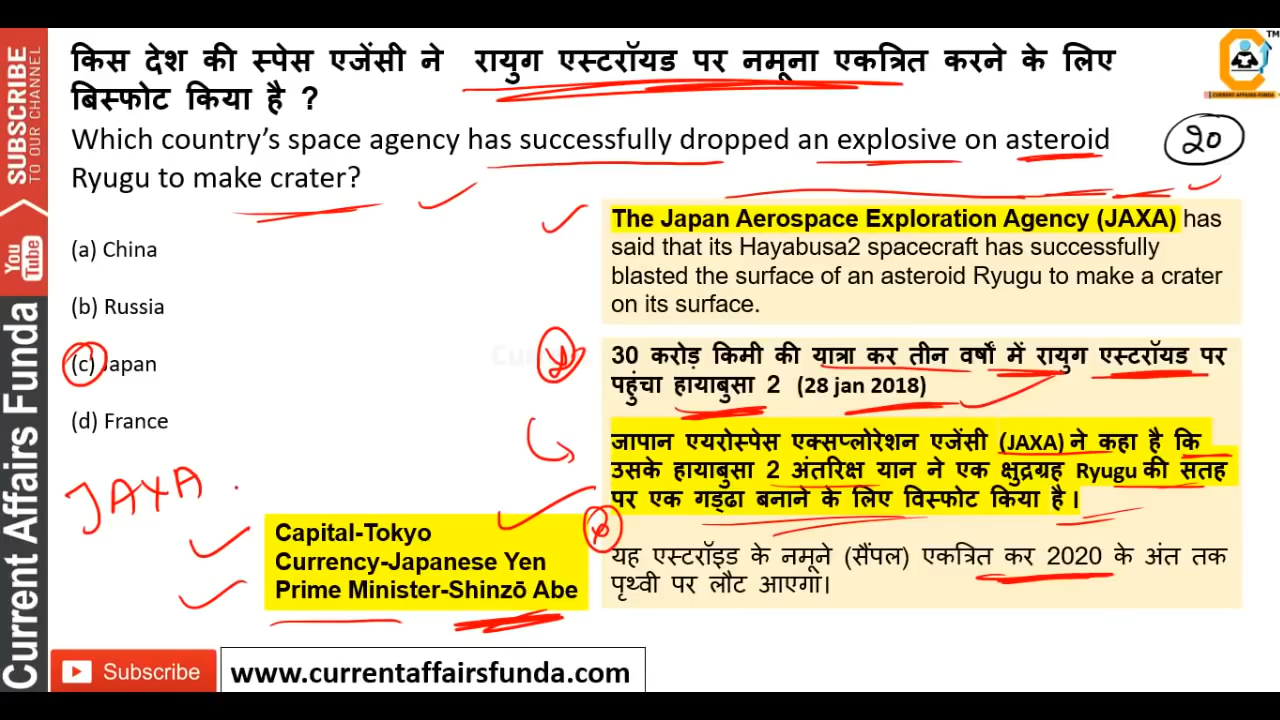 किस देश की स्पेस एजेंसी ने रायुग एस्टरॉयड पर नमूना एकत्रित करने के लिए
बिस्फोट किया है ?
Which country's space agency has successfully dropped an explosive on asteroid
Ryugu to make crater?
20
TM
CURRENT-AFFAIRS-FUNDA
(a) China
(b) Russia
(c) Japan
(d) France
JAXA
The Japan Aerospace Exploration Agency (JAXA) has
said that its Hayabusa2 spacecraft has successfully
blasted the surface of an asteroid Ryugu to make a crater
on its surface.
30 करोड़ किमी की यात्रा कर तीन वर्षों में रायुग एस्टरॉयड पर
पहुंचा हायाबुसा 2 (28 jan 2018)
जापान एयरोस्पेस एक्सप्लोरेशन एजेंसी (JAXA) ने कहा है कि
उसके हायाबुसा 2 अंतरिक्ष यान ने एक क्षुद्रग्रह Ryugu की सतह
पर एक गड्ढा बनाने के लिए विस्फोट किया है।
यह एस्टरॉइड के नमूने (सैंपल) एकत्रित कर 2020 के अंत तक
पृथ्वी पर लौट आएगा।
Capital-Tokyo
Currency-Japanese Yen
Prime Minister-Shinzō Abe
Subscribe
www.currentaffairsfunda.com
SUBSCRIBE
TO OUR CHANNEL
You Tube
Current Affairs Funda